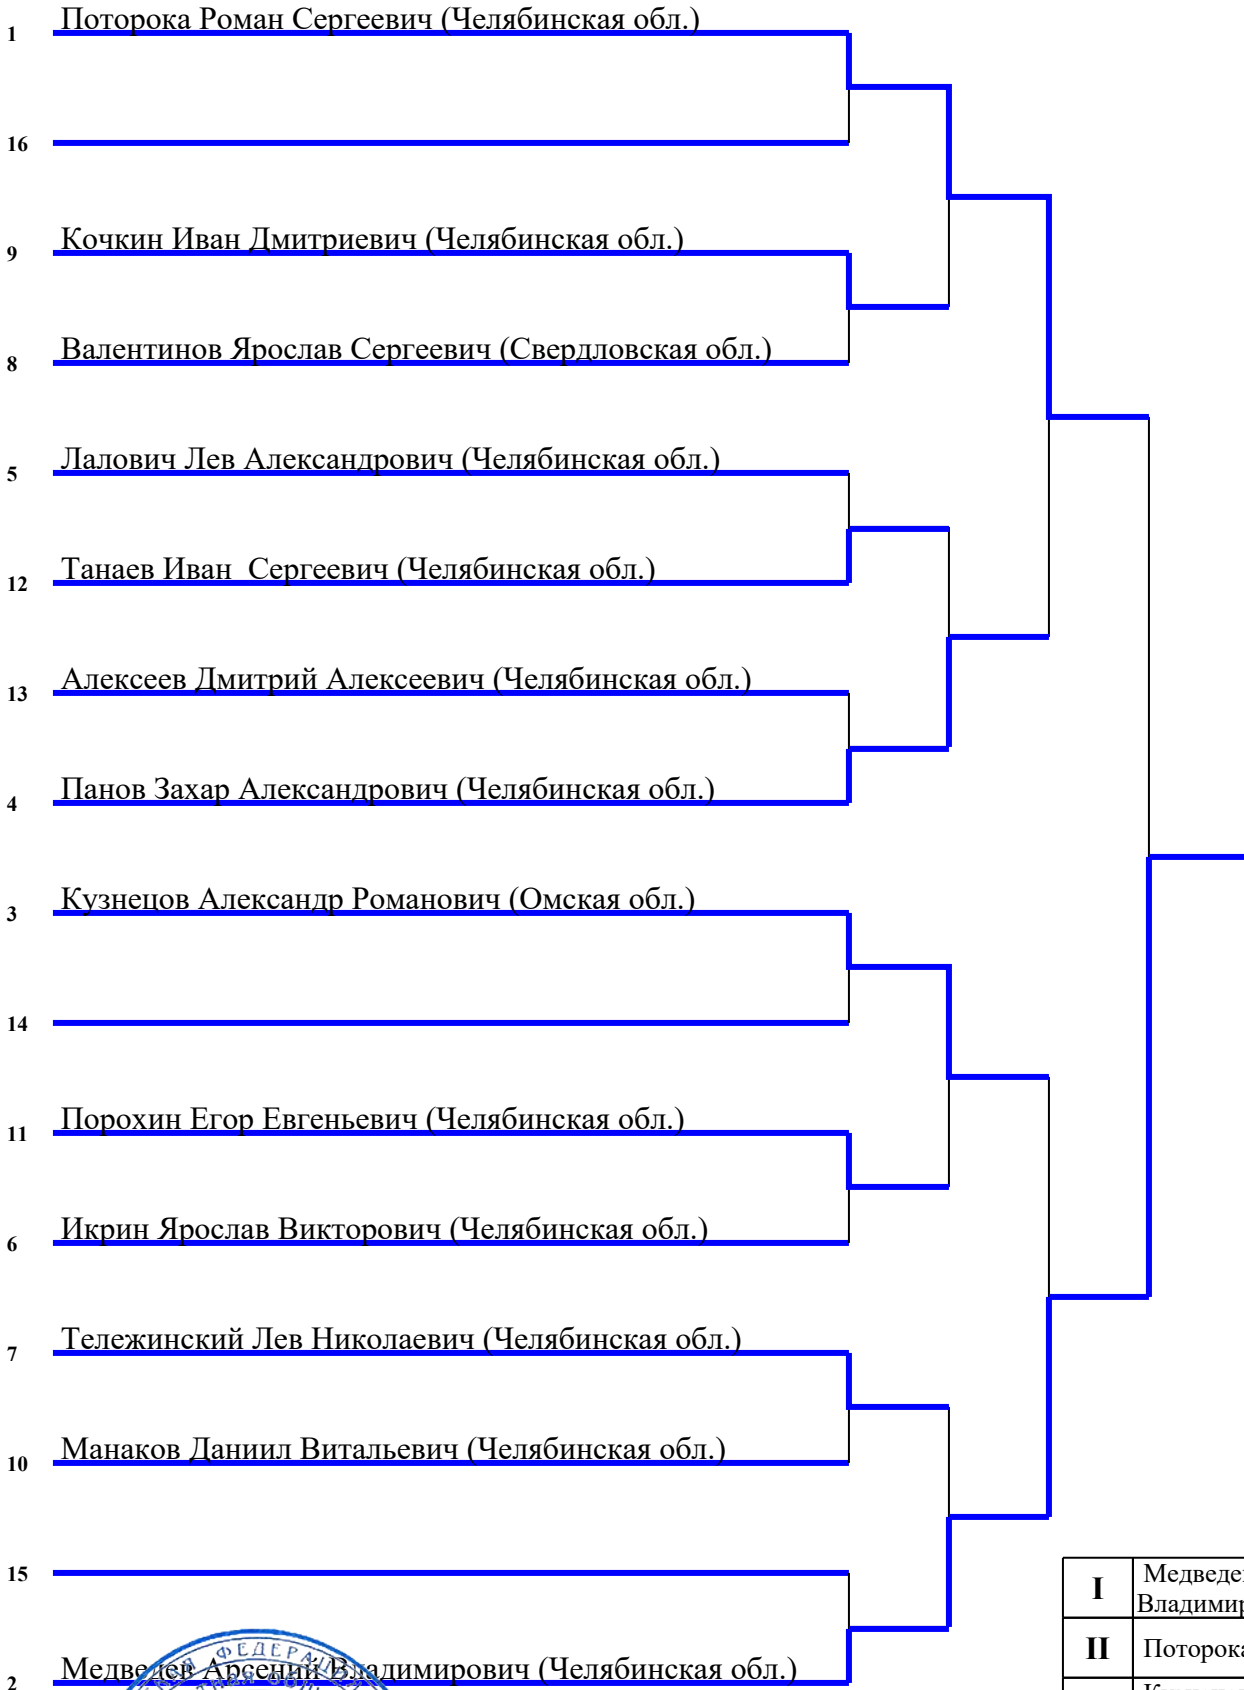 1 Поторока Роман Сергеевич (Челябинская обл.)
16
9 Кочкин Иван Дмитриевич (Челябинская обл.)
8 Валентинов Ярослав Сергеевич (Свердловская обл.)
5 Лалович Лев Александрович (Челябинская обл.)
12 Танаев Иван Сергеевич (Челябинская обл.)
13 Алексеев Дмитрий Алексеевич (Челябинская обл.)
4 Панов Захар Александрович (Челябинская обл.)
3 Кузнецов Александр Романович (Омская обл.)
14
11 Порохин Егор Евгеньевич (Челябинская обл.)
6 Икрин Ярослав Викторович (Челябинская обл.)
7 Тележинский Лев Николаевич (Челябинская обл.)
10 Манаков Даниил Витальевич (Челябинская обл.)
15
I Медведе
Владимир
II Поторока
2 Медведев Арсений Владимирович (Челябинская обл.)